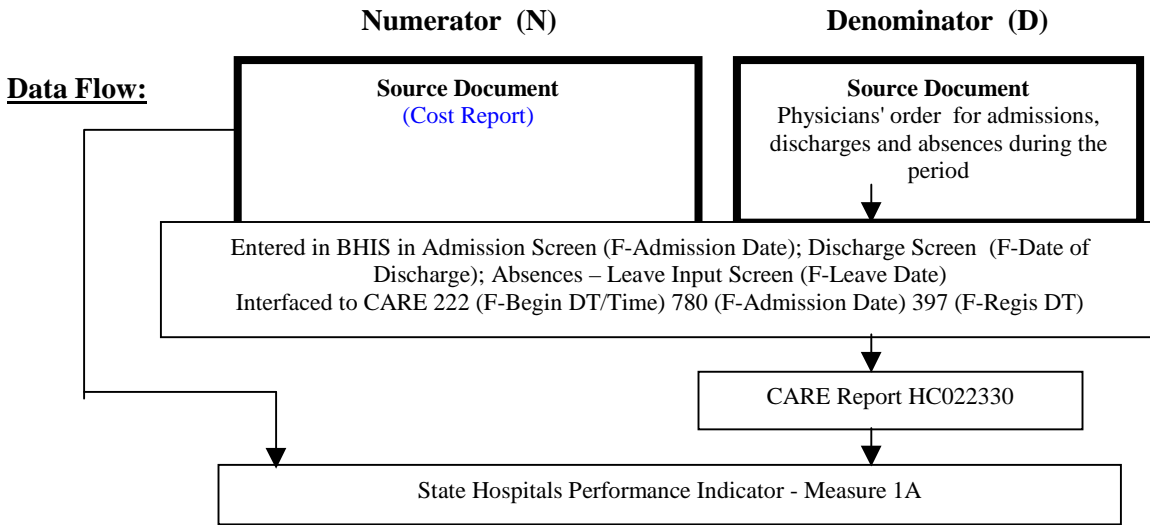 Numerator (N)
Denominator (D)
Data Flow:
Source Document
(Cost Report)
Source Document
Physicians' order for admissions,
discharges and absences during the
period
Entered in BHIS in Admission Screen (F-Admission Date); Discharge Screen (F-Date of
Discharge); Absences – Leave Input Screen (F-Leave Date)
Interfaced to CARE 222 (F-Begin DT/Time) 780 (F-Admission Date) 397 (F-Regis DT)
CARE Report HC022330
State Hospitals Performance Indicator - Measure 1A